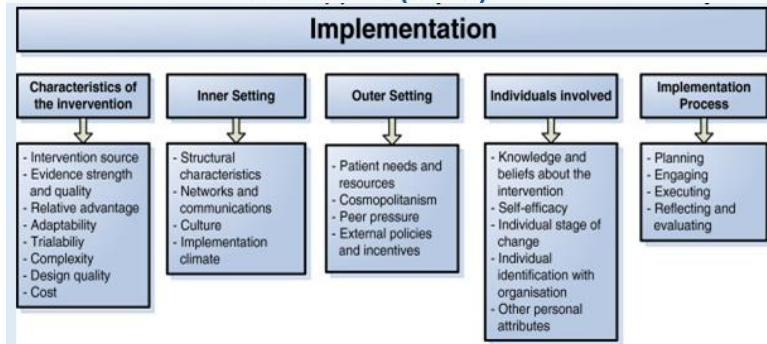 Implementation
Characteristics of
the invervention
- Intervention source
- Evidence strength
and quality
- Relative advantage
- Adaptability
- Trialabiliy
- Complexity
- Design quality
- Cost
Inner Setting
- Structural
characteristics
- Networks and
communications
- Culture
- Implementation
climate
Outer Setting
- Patient needs and
resources
- Cosmopolitanism
- Peer pressure
- External policies
and incentives
Individuals involved
- Knowledge and
beliefs about the
intervention
- Self-efficacy
- Individual stage of
change
- Individual
identification with
organisation
- Other personal
attributes
Implementation
Process
- Planning
- Engaging
- Executing
- Reflecting and
evaluating